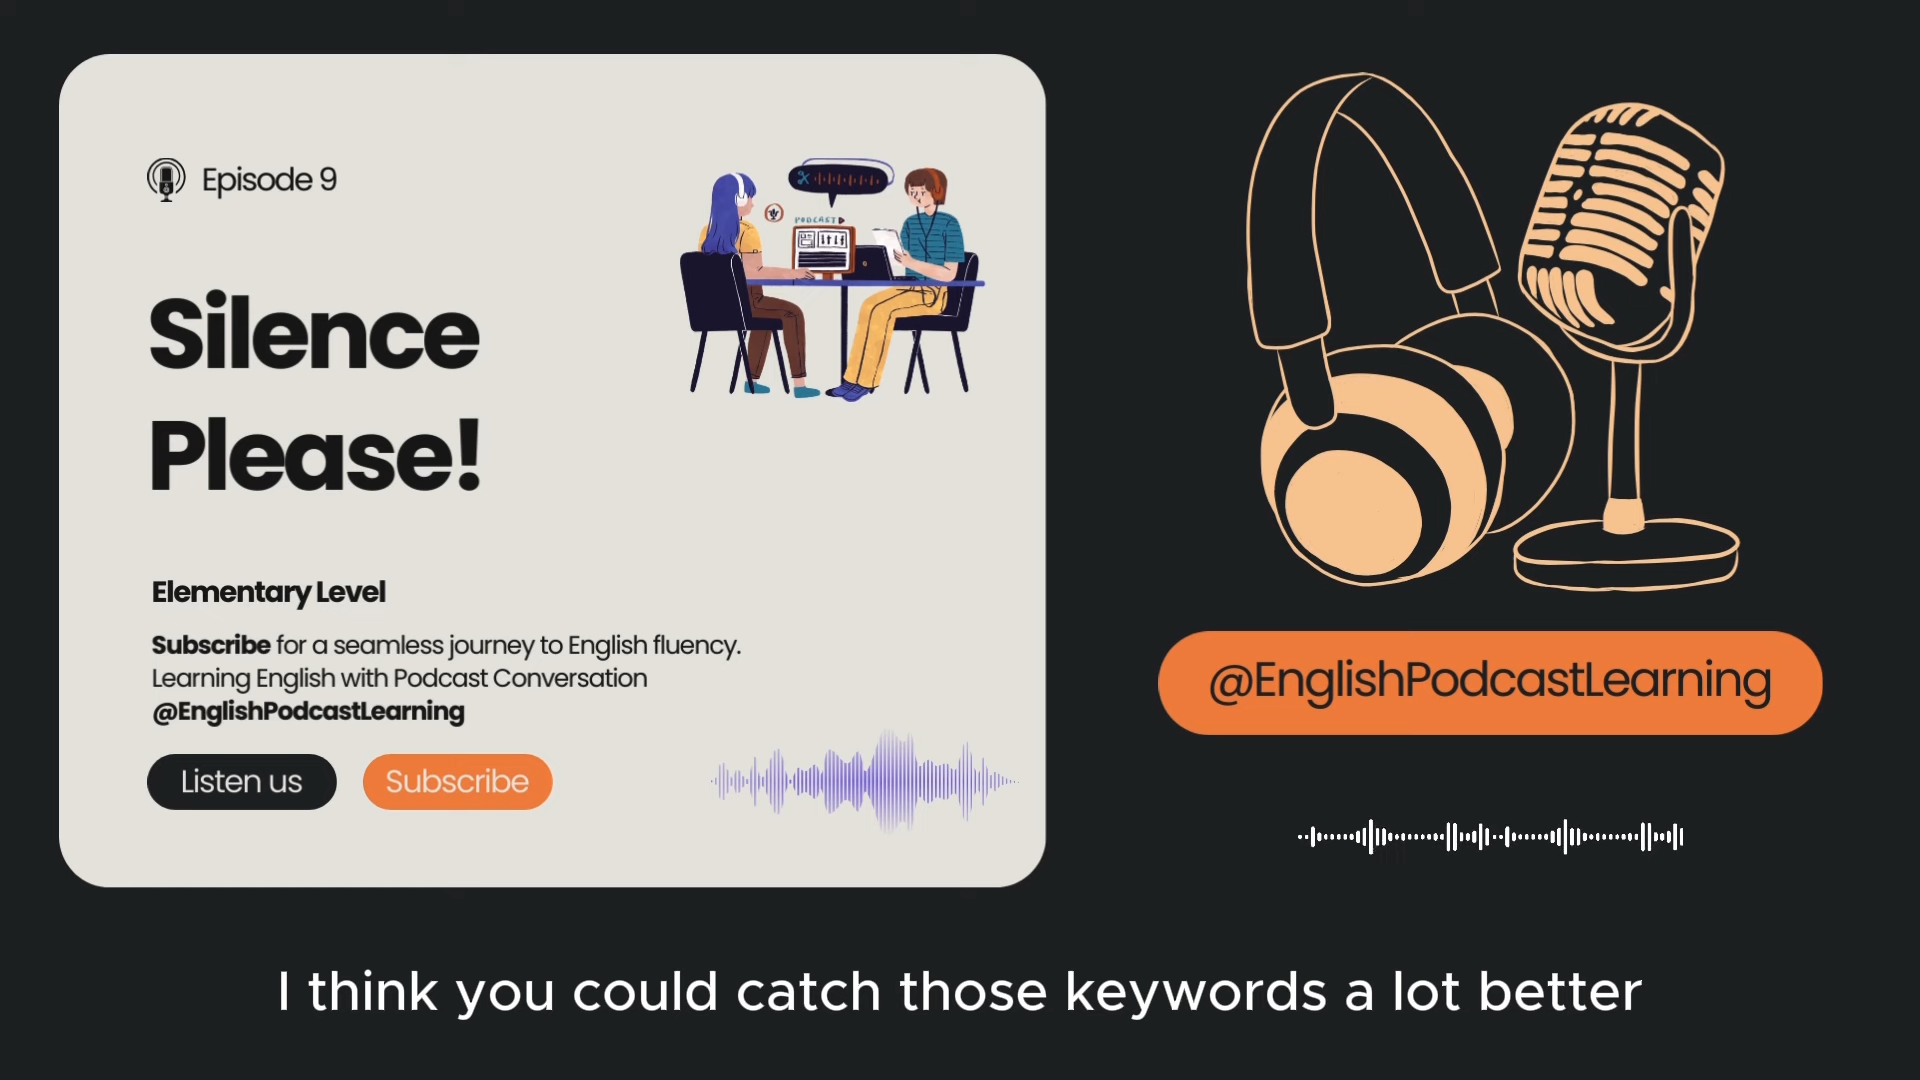 Episode 9
PODCAST
Silence
Please!
Elementary Level
Subscribe for a seamless journey to English fluency.
Learning English with Podcast Conversation
@EnglishPodcastLearning
Listen us
Subscribe
@EnglishPodcastLearning
I think you could catch those keywords a lot better